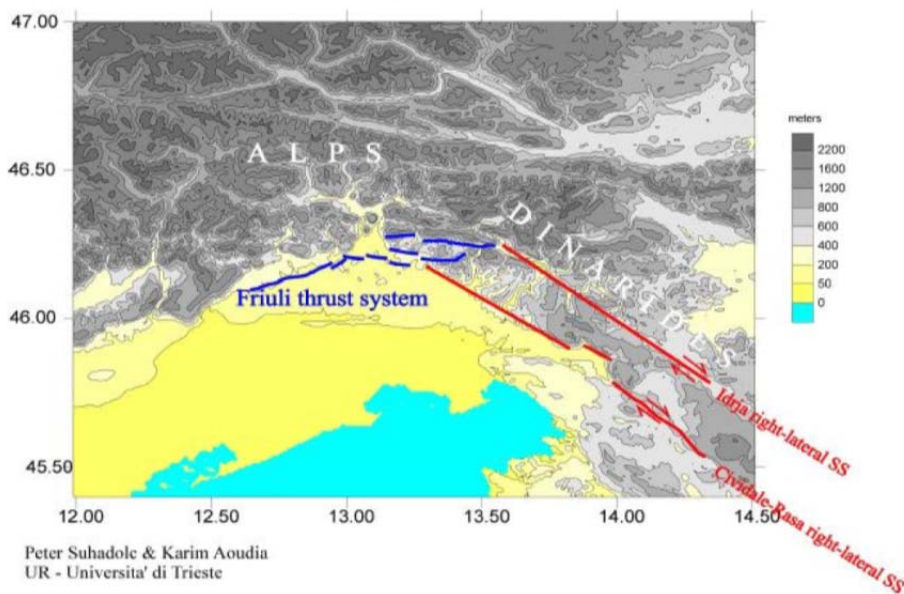 47.00
46.50
46.00
45.50
12.00 12.50 13.00 13.50 14.00 14.50
ALPS
DINARIDES
Friuli thrust system
Idrja right-lateral SS
Cividale-Rasa right-lateral SS
meters
2200
1600
1200
800
600
400
200
50
0
Peter Suhadolc & Karim Aoudia
UR - Universita' di Trieste